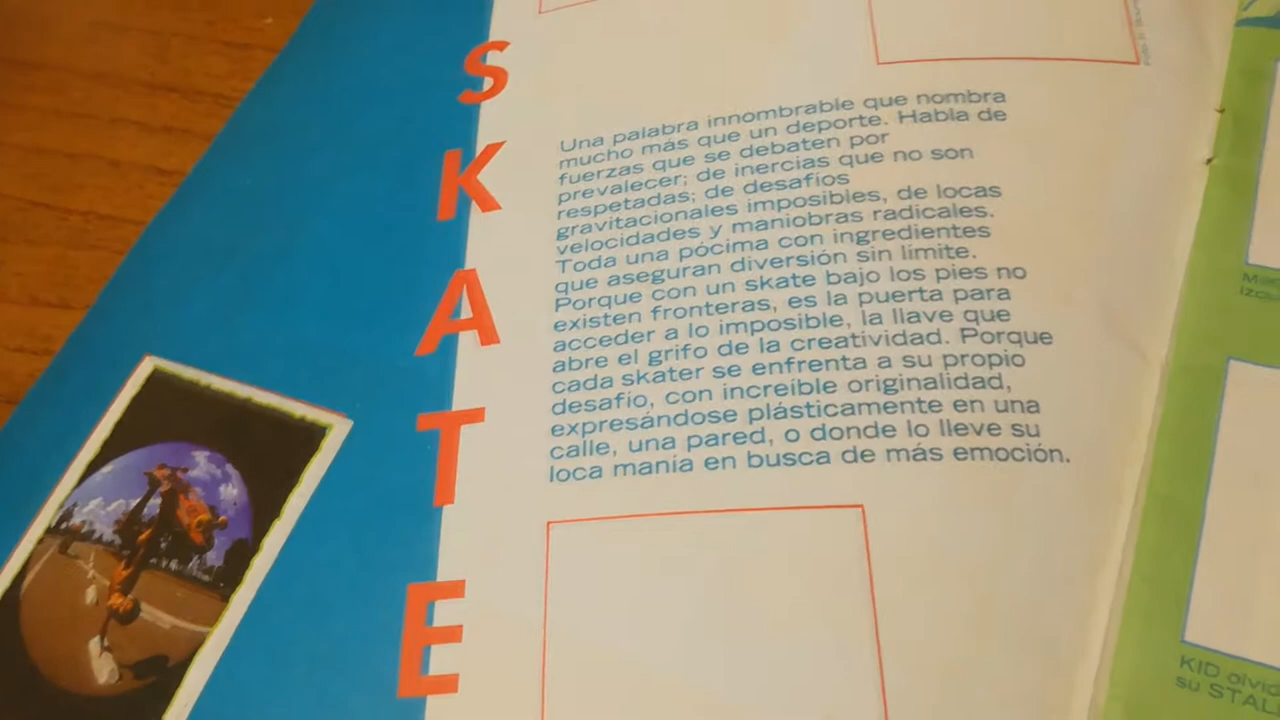 SKATE
Una palabra innombrable que nombra
mucho más que un deporte. Habla de
fuerzas que se debaten por
prevalecer; de inercias que no son
respetadas; de desafíos
gravitacionales imposibles, de locas
velocidades y maniobras radicales.
Toda una pócima con ingredientes
que aseguran diversión sin límite.
Porque con un skate bajo los pies no
existen fronteras, es la puerta para
acceder a lo imposible, la llave que
abre el grifo de la creatividad. Porque
cada skater se enfrenta a su propio
desafío, con increíble originalidad,
expresándose plásticamente en una
calle, una pared, o donde lo lleve su
loca manía en busca de más emoción.
KID
su